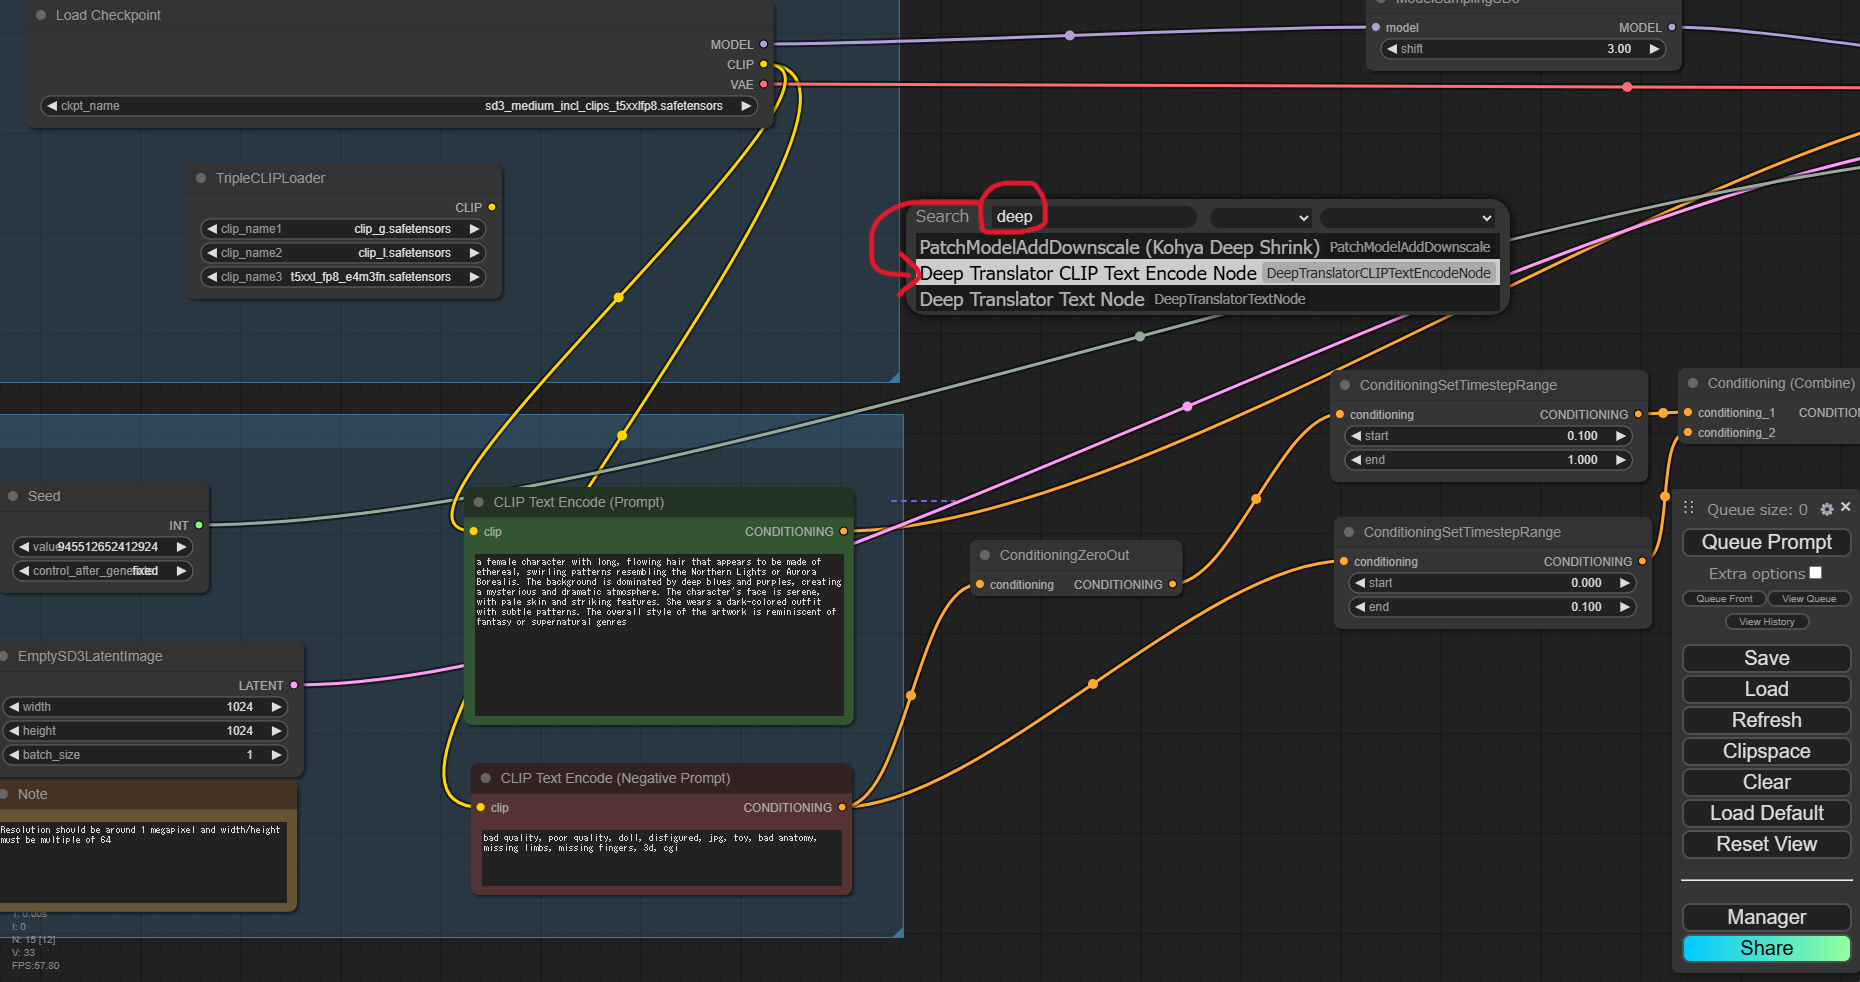 Load Checkpoint
MODEL
CLIP
VAE
ckpt_name sd3_medium_incl_clips_t5xxlfp8.safetensors
ModelSamplingSD3
model MODEL
shift 3.00
TripleCLIPLoader
CLIP
clip_name1 clip_g.safetensors
clip_name2 clip_l.safetensors
clip_name3 t5xxl_fp8_e4m3fn.safetensors
Search deep
PatchModelAddDownscale (Kohya Deep Shrink) PatchModelAddDownscale
Deep Translator CLIP Text Encode Node DeepTranslatorCLIPTextEncodeNode
Deep Translator Text Node DeepTranslatorTextNode
ConditioningSetTimestepRange
conditioning CONDITIONING
start 0.100
end 1.000
Conditioning (Combine)
conditioning_1
conditioning_2
Seed
INT
value 945512652412924
fixed
CLIP Text Encode (Prompt)
clip CONDITIONING
a female character with long, flowing hair that appears to be made of
ethereal, swirling patterns resembling the Northern Lights or Aurora
Borealis. The background is dominated by deep blues and purples, creating
a mysterious and dramatic atmosphere. The character's face is serene,
with pale skin and striking features. She wears a dark-colored outfit
with subtle patterns. The overall style of the artwork is reminiscent of
fantasy or supernatural genres
ConditioningZeroOut
conditioning CONDITIONING
ConditioningSetTimestepRange
conditioning CONDITIONING
start 0.000
end 0.100
EmptySD3LatentImage
LATENT
width 1024
height 1024
batch_size 1
CLIP Text Encode (Negative Prompt)
clip CONDITIONING
bad quality, poor quality, doll, disfigured, jpg, toy, bad anatomy,
missing limbs, missing fingers, 3d, cgi
Note
Resolution should be around 1 megapixel and width/height
must be multiple of 64
T: 0.00s
I: 0
N: 15 [12]
V: 33
FPS:57.80
Queue size: 0
Queue Prompt
Extra options
Queue Front View Queue
View History
Save
Load
Refresh
Clipspace
Clear
Load Default
Reset View
Manager
Share